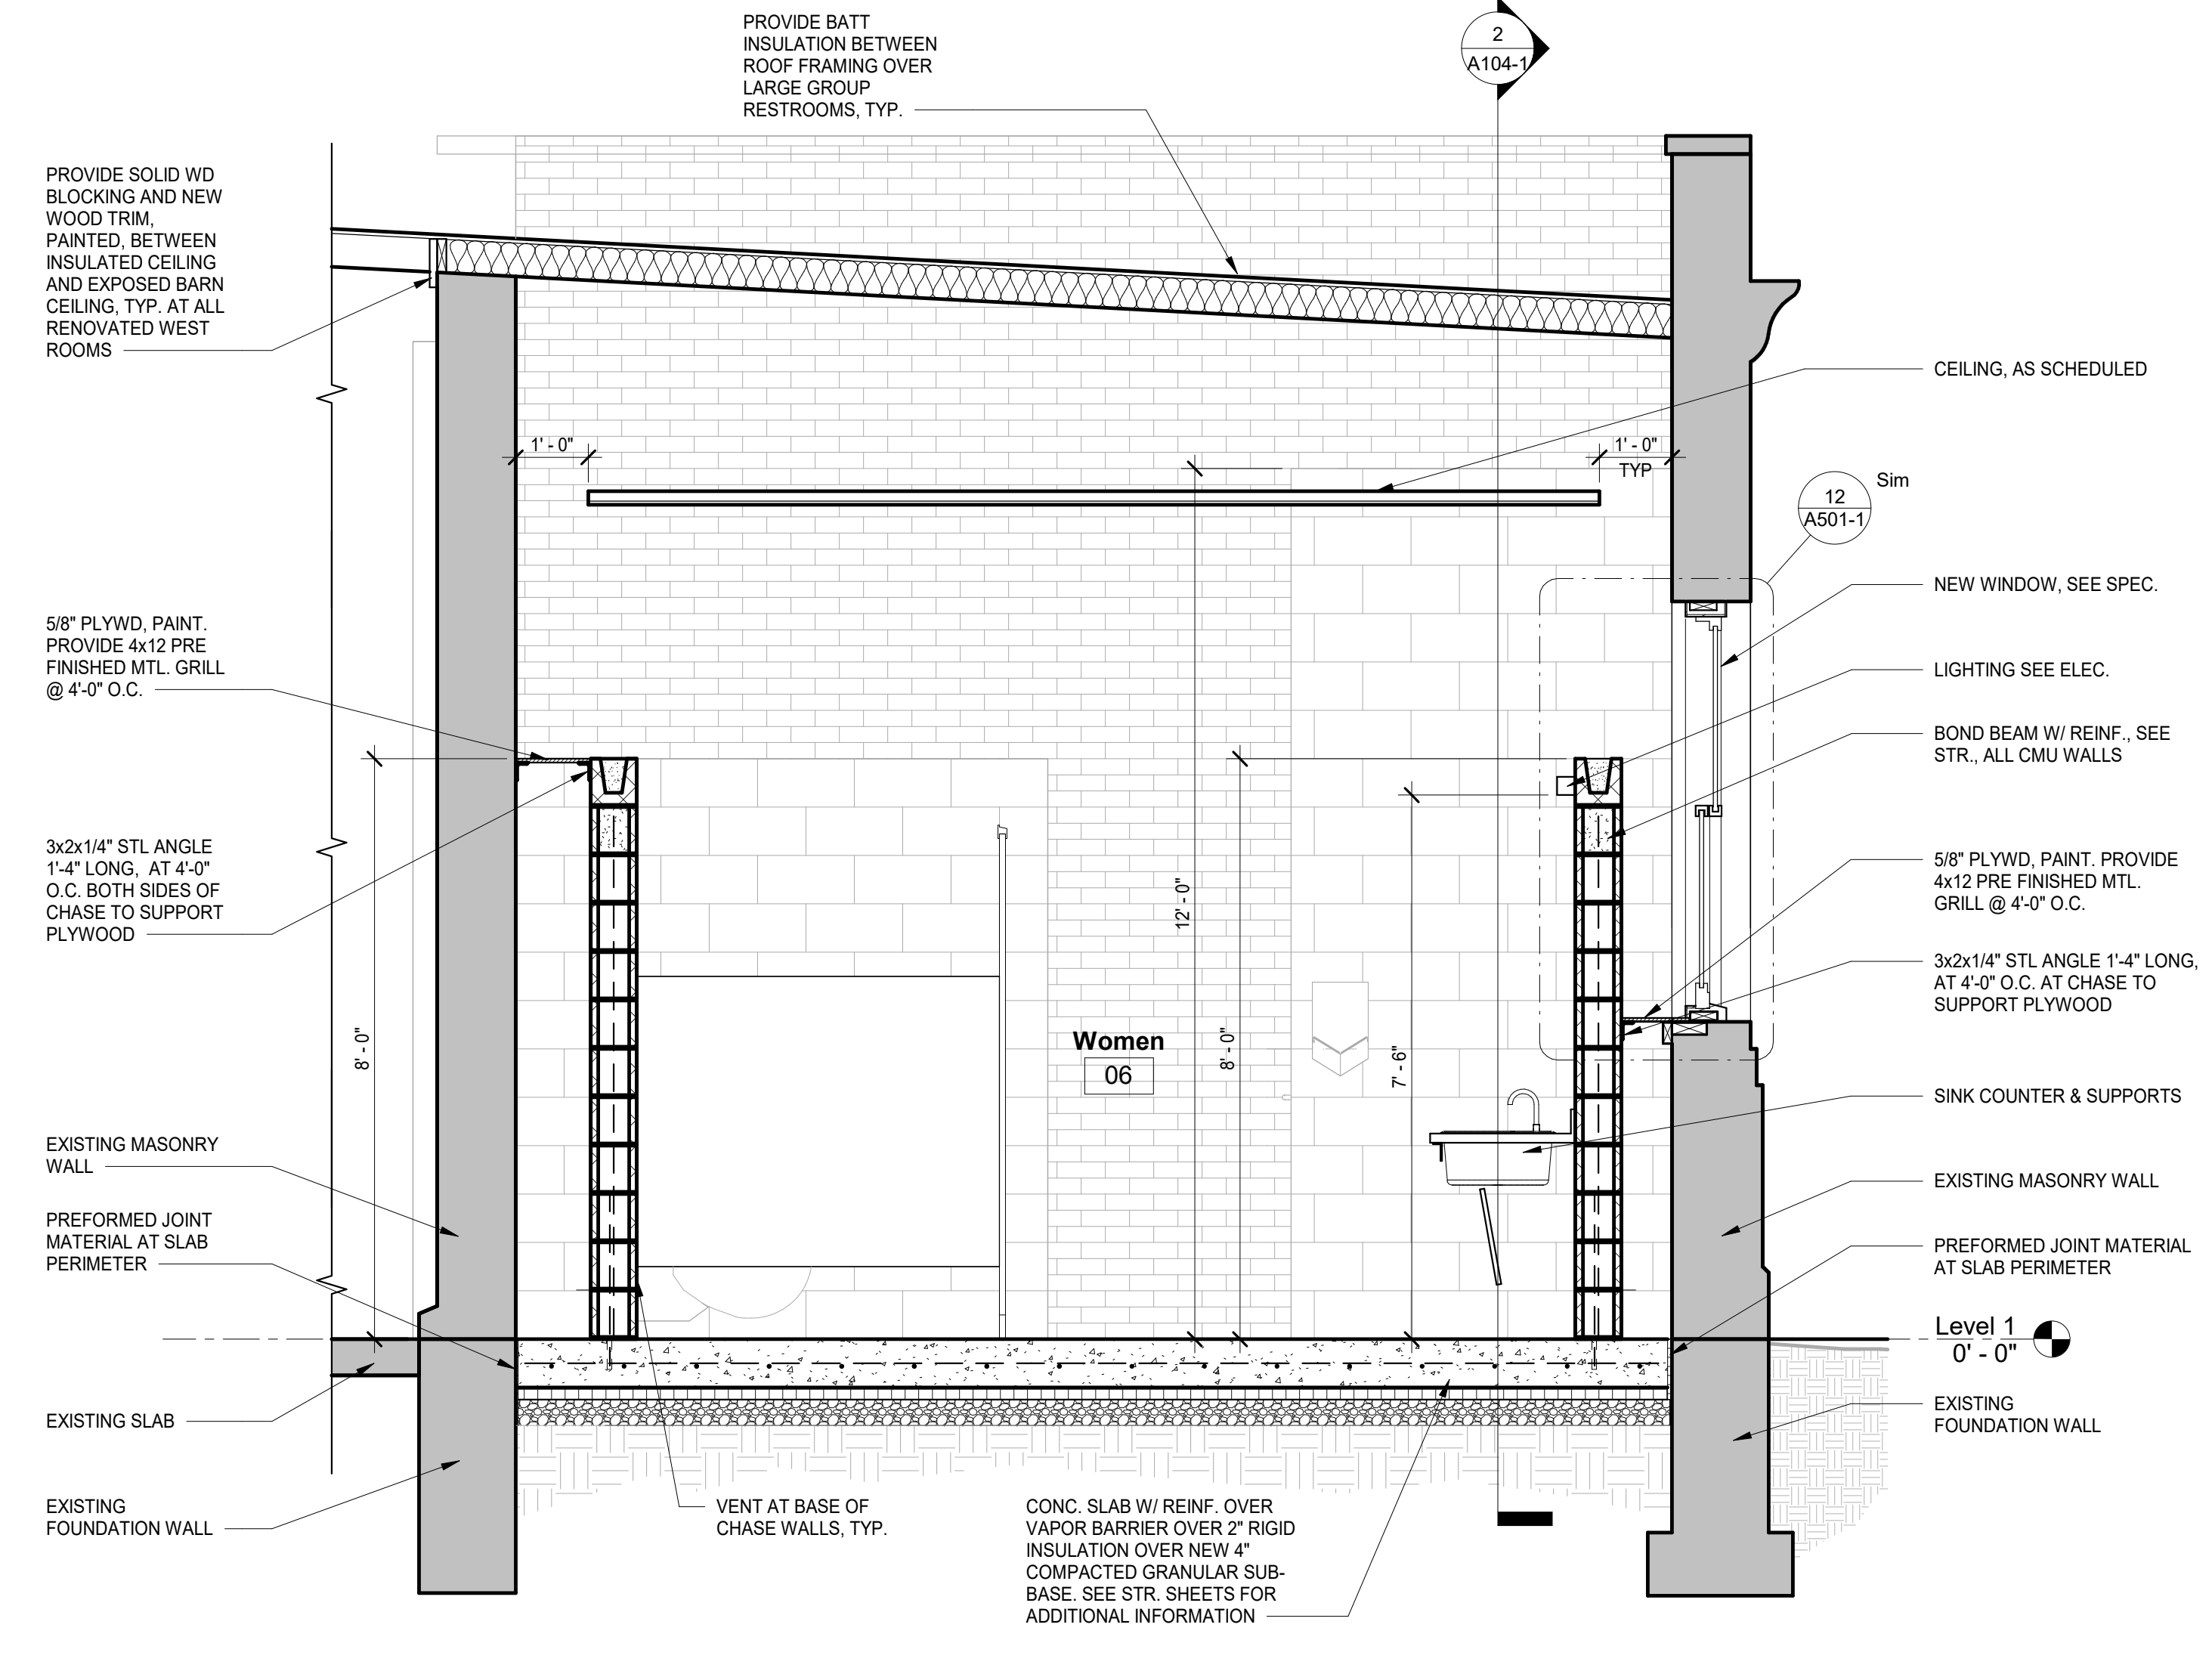 PROVIDE BATT
INSULATION BETWEEN
ROOF FRAMING OVER
LARGE GROUP
RESTROOMS, TYP.
2
A104-1
PROVIDE SOLID WD
BLOCKING AND NEW
WOOD TRIM,
PAINTED, BETWEEN
INSULATED CEILING
AND EXPOSED BARN
CEILING, TYP. AT ALL
RENOVATED WEST
ROOMS
CEILING, AS SCHEDULED
1' - 0"
1' - 0"
TYP
12
A501-1
Sim
NEW WINDOW, SEE SPEC.
5/8" PLYWD, PAINT.
PROVIDE 4x12 PRE
FINISHED MTL. GRILL
@ 4'-0" O.C.
LIGHTING SEE ELEC.
BOND BEAM W/ REINF., SEE
STR., ALL CMU WALLS
3x2x1/4" STL ANGLE
1'-4" LONG, AT 4'-0"
O.C. BOTH SIDES OF
CHASE TO SUPPORT
PLYWOOD
5/8" PLYWD, PAINT. PROVIDE
4x12 PRE FINISHED MTL.
GRILL @ 4'-0" O.C.
3x2x1/4" STL ANGLE 1'-4" LONG,
AT 4'-0" O.C. AT CHASE TO
SUPPORT PLYWOOD
8' - 0"
12' - 0"
8' - 0"
7' - 6"
Women
06
SINK COUNTER & SUPPORTS
EXISTING MASONRY
WALL
EXISTING MASONRY WALL
PREFORMED JOINT
MATERIAL AT SLAB
PERIMETER
PREFORMED JOINT MATERIAL
AT SLAB PERIMETER
Level 1
0' - 0"
EXISTING SLAB
EXISTING
FOUNDATION WALL
EXISTING
FOUNDATION WALL
VENT AT BASE OF
CHASE WALLS, TYP.
CONC. SLAB W/ REINF. OVER
VAPOR BARRIER OVER 2" RIGID
INSULATION OVER NEW 4"
COMPACTED GRANULAR SUB-
BASE. SEE STR. SHEETS FOR
ADDITIONAL INFORMATION